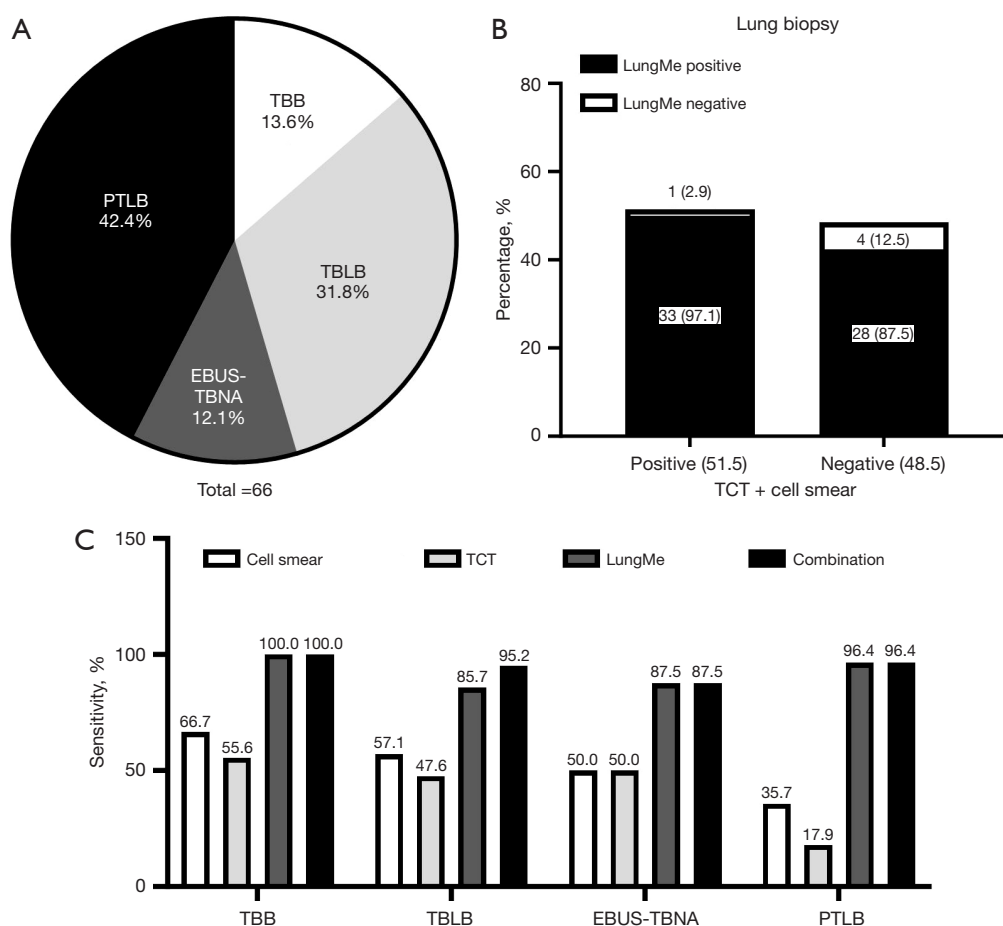 A
TBB
13.6%
PTLB
42.4%
TBLB
31.8%
EBUS-
TBNA
12.1%
Total =66
B
Lung biopsy
LungMe positive
LungMe negative
Percentage, %
80
60
40
20
0
1 (2.9)
33 (97.1)
4 (12.5)
28 (87.5)
Positive (51.5)
Negative (48.5)
TCT + cell smear
C
Cell smear
TCT
LungMe
Combination
Sensitivity, %
150
100
50
0
66.7
55.6
100.0
100.0
57.1
47.6
85.7
95.2
50.0
50.0
87.5
87.5
35.7
17.9
96.4
96.4
TBB
TBLB
EBUS-TBNA
PTLB